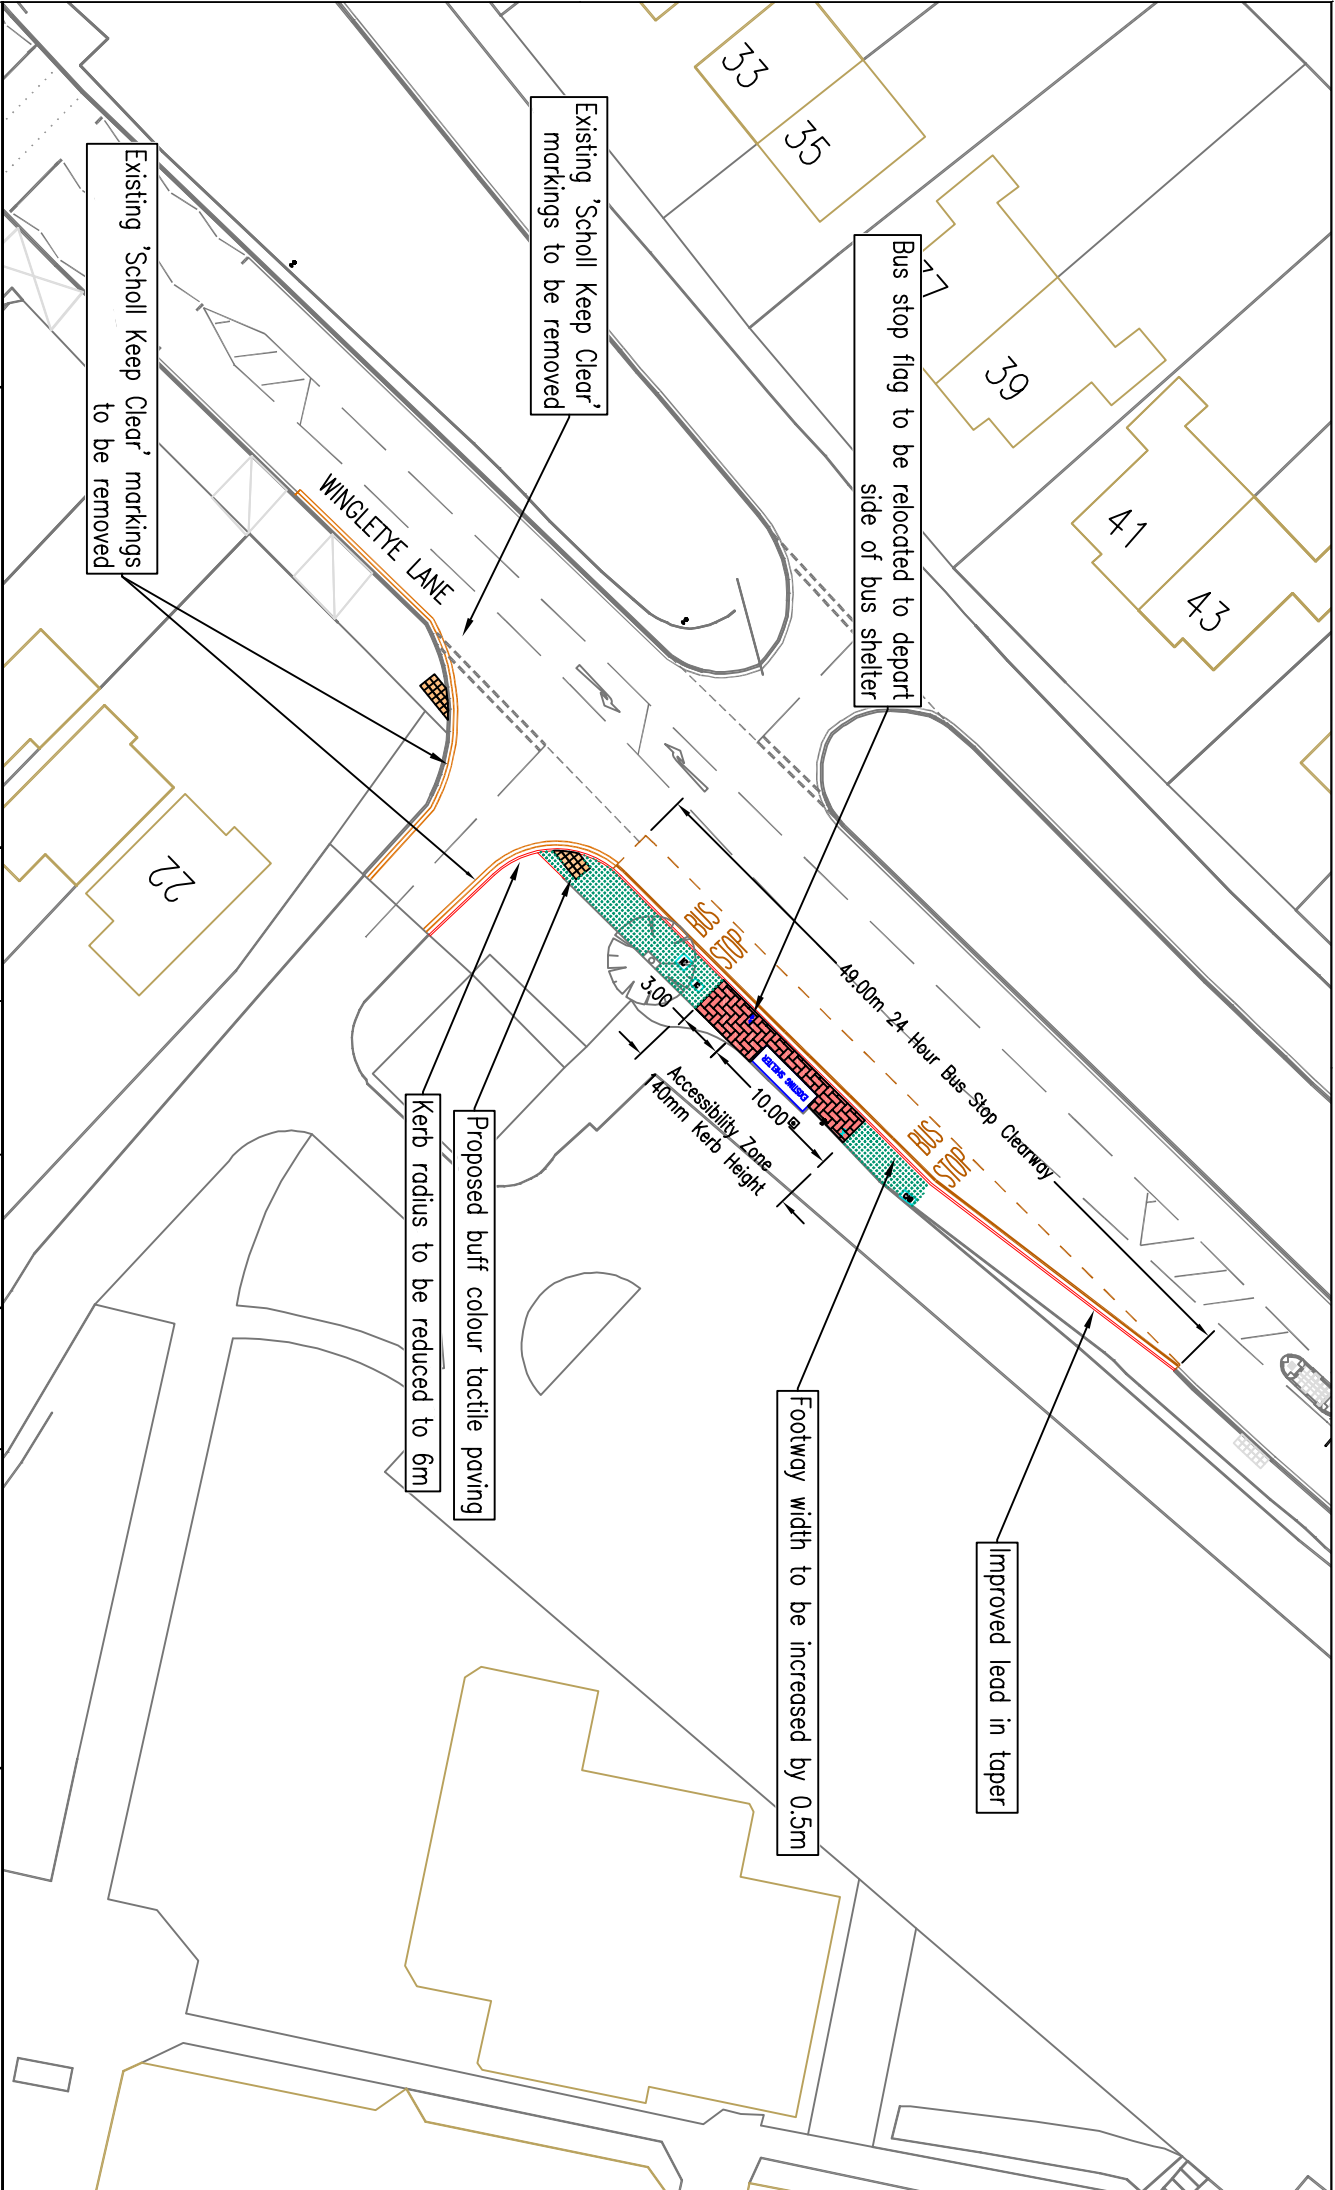 33
35
39
41
43
22
Existing 'Scholl Keep Clear'
markings to be removed
Existing 'Scholl Keep Clear' markings
to be removed
Bus stop flag to be relocated to depart
side of bus shelter
WINGLETYE LANE
BUS
STOP
49.00m 24 Hour Bus Stop Clearway
BUS
STOP
3.00
10.00
EXISTING SHELTER
Accessibility Zone
140mm Kerb Height
Proposed buff colour tactile paving
Kerb radius to be reduced to 6m
Footway width to be increased by 0.5m
Improved lead in taper